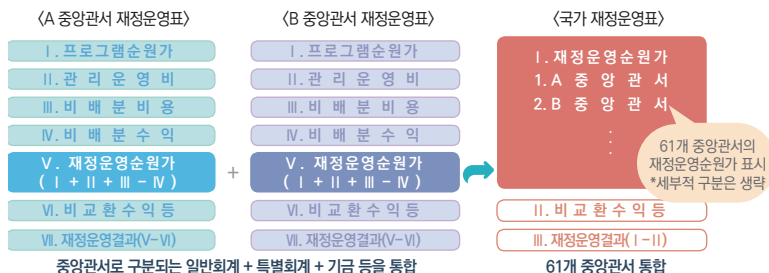 〈A 중앙관서 재정운영표〉
Ⅰ. 프로그램순원가
Ⅱ. 관 리 운 영 비
Ⅲ. 비 배 분 비 용
Ⅳ. 비 배 분 수 익
Ⅴ. 재정운영순원가
( Ⅰ + Ⅱ + Ⅲ − Ⅳ )
Ⅵ. 비 교 환 수 익 등
Ⅶ. 재정운영결과(Ⅴ−Ⅵ)
+
〈B 중앙관서 재정운영표〉
Ⅰ. 프로그램순원가
Ⅱ. 관 리 운 영 비
Ⅲ. 비 배 분 비 용
Ⅳ. 비 배 분 수 익
Ⅴ. 재정운영순원가
( Ⅰ + Ⅱ + Ⅲ − Ⅳ )
Ⅵ. 비 교 환 수 익 등
Ⅶ. 재정운영결과(Ⅴ−Ⅵ)
중앙관서로 구분되는 일반회계 + 특별회계 + 기금 등을 통합
〈국가 재정운영표〉
Ⅰ. 재정운영순원가
1. A 중 앙 관 서
2. B 중 앙 관 서
⋮
61개 중앙관서의
재정운영순원가 표시
*세부적 구분은 생략
Ⅱ. 비 교 환 수 익 등
Ⅲ. 재정운영결과(Ⅰ−Ⅱ)
61개 중앙관서 통합